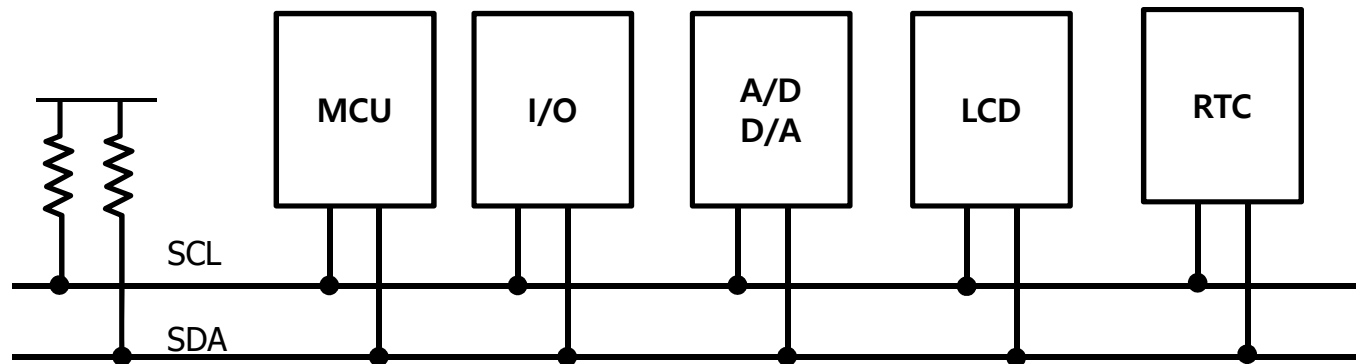 MCU
I/O
A/D
D/A
LCD
RTC
SCL
SDA